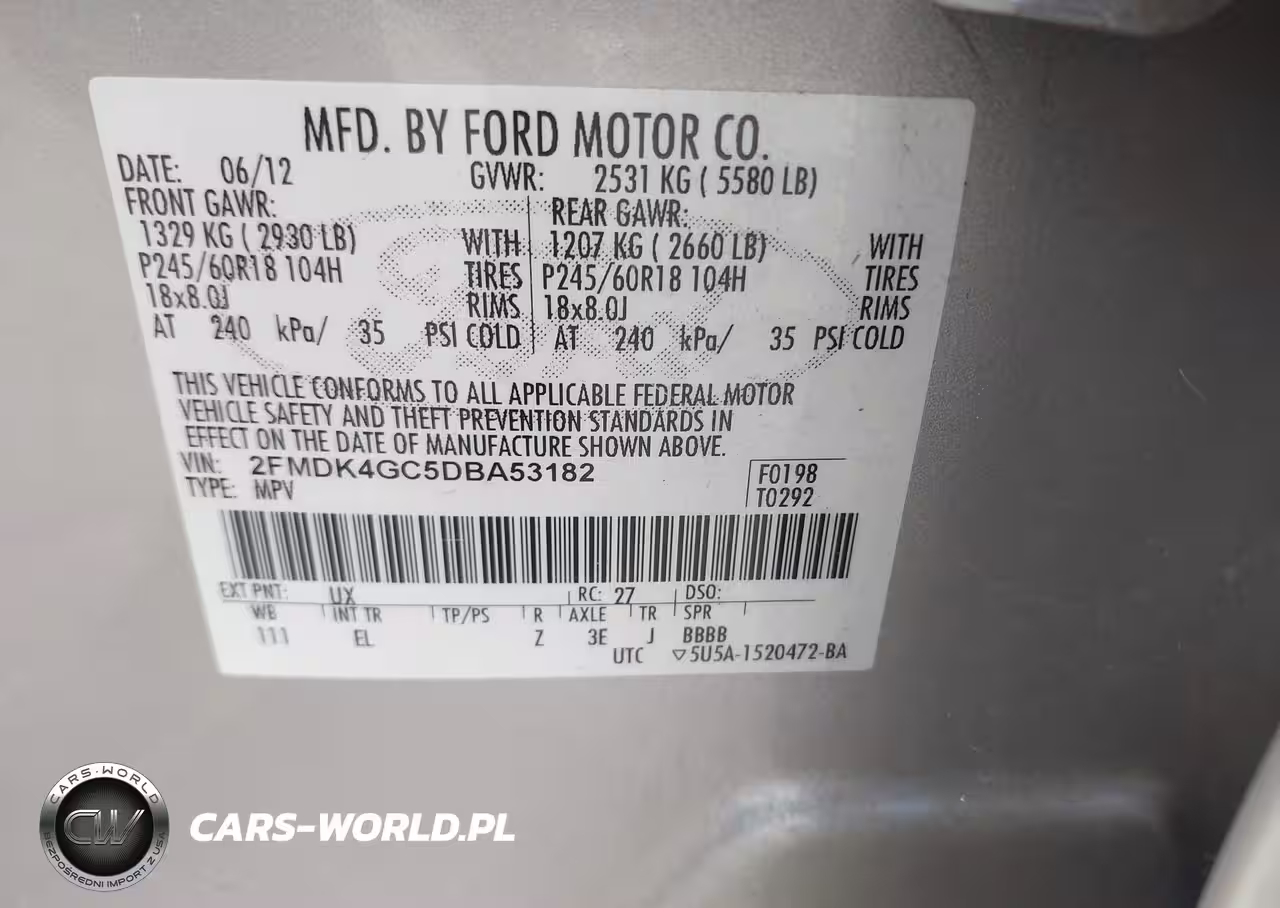 MFD. BY FORD MOTOR CO.
DATE: 06/12 GVWR: 2531 KG ( 5580 LB)
FRONT GAWR: REAR GAWR:
1329 KG ( 2930 LB) WITH 1207 KG ( 2660 LB) WITH
P245/60R18 104H TIRES P245/60R18 104H TIRES
18x8.0J RIMS 18x8.0J RIMS
AT 240 kPa/ 35 PSI COLD AT 240 kPa/ 35 PSI COLD
THIS VEHICLE CONFORMS TO ALL APPLICABLE FEDERAL MOTOR
VEHICLE SAFETY AND THEFT PREVENTION STANDARDS IN
EFFECT ON THE DATE OF MANUFACTURE SHOWN ABOVE.
VIN: 2FMDK4GC5DBA53182 F0198
TYPE: MPV T0292
EXT PNT: UX RC: 27 DSO:
WB INT TR TP/PS R AXLE TR SPR
111 EL Z 3E J BBBB
UTC ▽5U5A-1520472-BA
CARS-WORLD
CW
BEZPOŚREDNI IMPORT Z USA
CARS-WORLD.PL